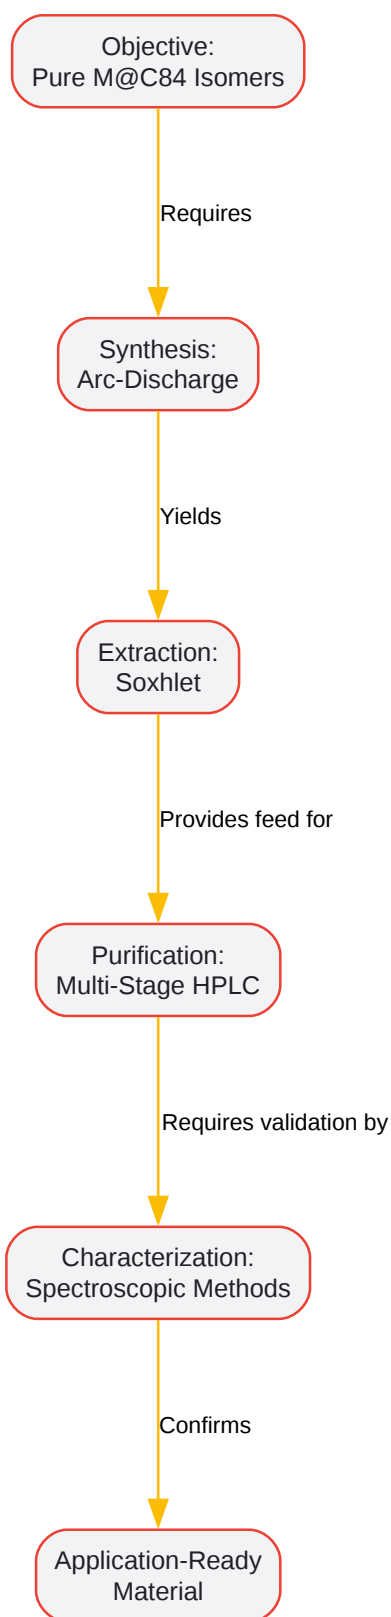 Objective:
Pure M@C84 Isomers
Requires
Synthesis:
Arc-Discharge
Yields
Extraction:
Soxhlet
Provides feed for
Purification:
Multi-Stage HPLC
Requires validation by
Characterization:
Spectroscopic Methods
Confirms
Application-Ready
Material